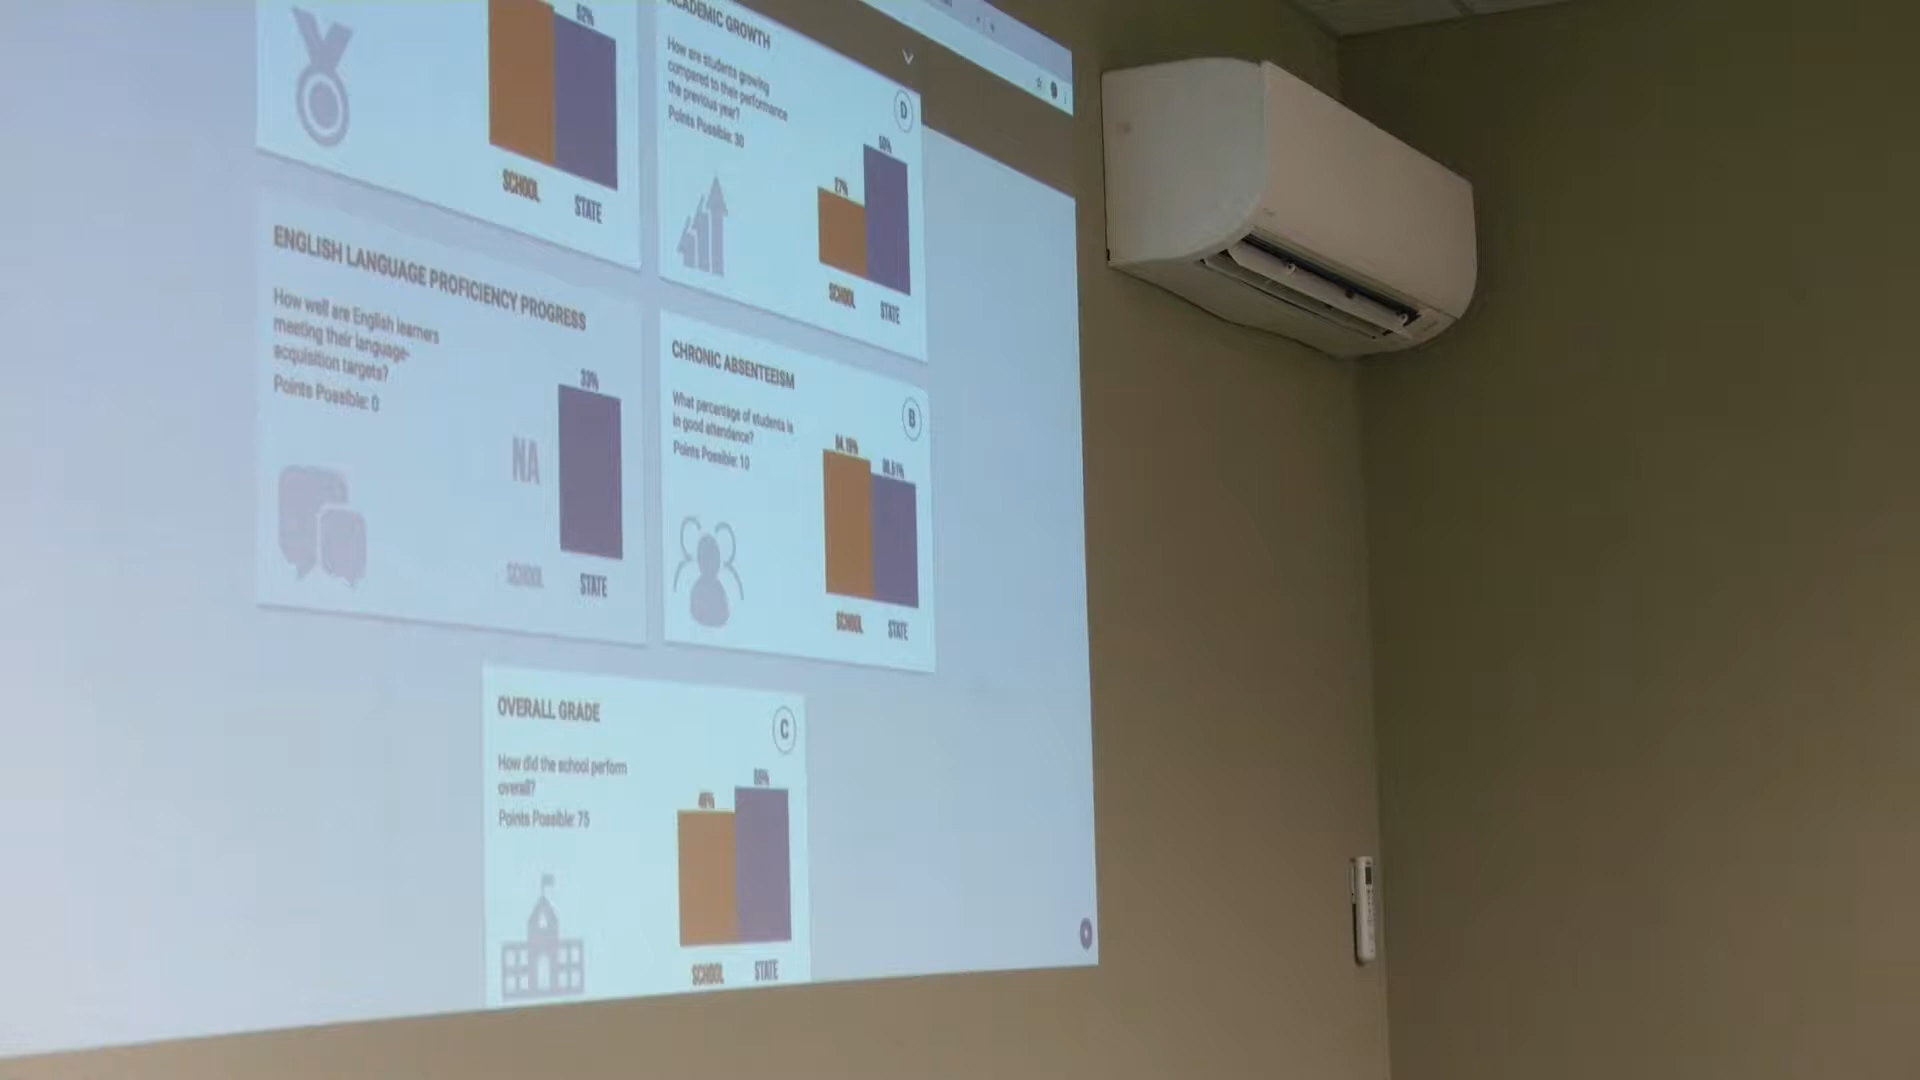 62%
SCHOOL
STATE
ACADEMIC GROWTH
D
How are students growing
compared to their performance
the previous year?
Points Possible: 30
27%
SCHOOL
STATE
ENGLISH LANGUAGE PROFICIENCY PROGRESS
How well are English learners
meeting their language-
acquisition targets?
Points Possible: 0
33%
NA
SCHOOL
STATE
CHRONIC ABSENTEEISM
B
What percentage of students is
in good attendance?
Points Possible: 10
SCHOOL
STATE
OVERALL GRADE
C
How did the school perform
overall?
Points Possible: 75
SCHOOL
STATE